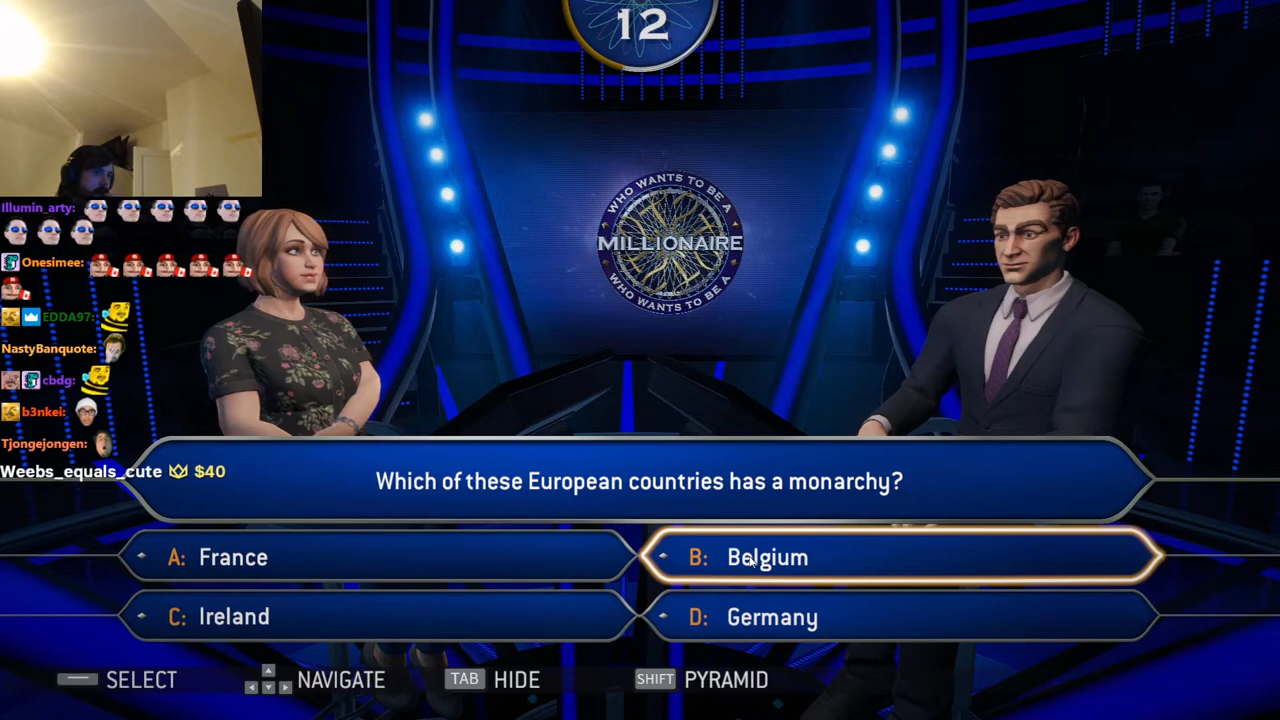 12
WHO WANTS TO BE A
MILLIONAIRE
WHO WANTS TO BE A
Illumin_arty:
Onesimee:
EDDA97:
NastyBanquote:
cbdg:
b3nkei:
Tjongejongen:
Weebs_equals_cute $40
Which of these European countries has a monarchy?
A: France
B: Belgium
C: Ireland
D: Germany
SELECT NAVIGATE TAB HIDE SHIFT PYRAMID